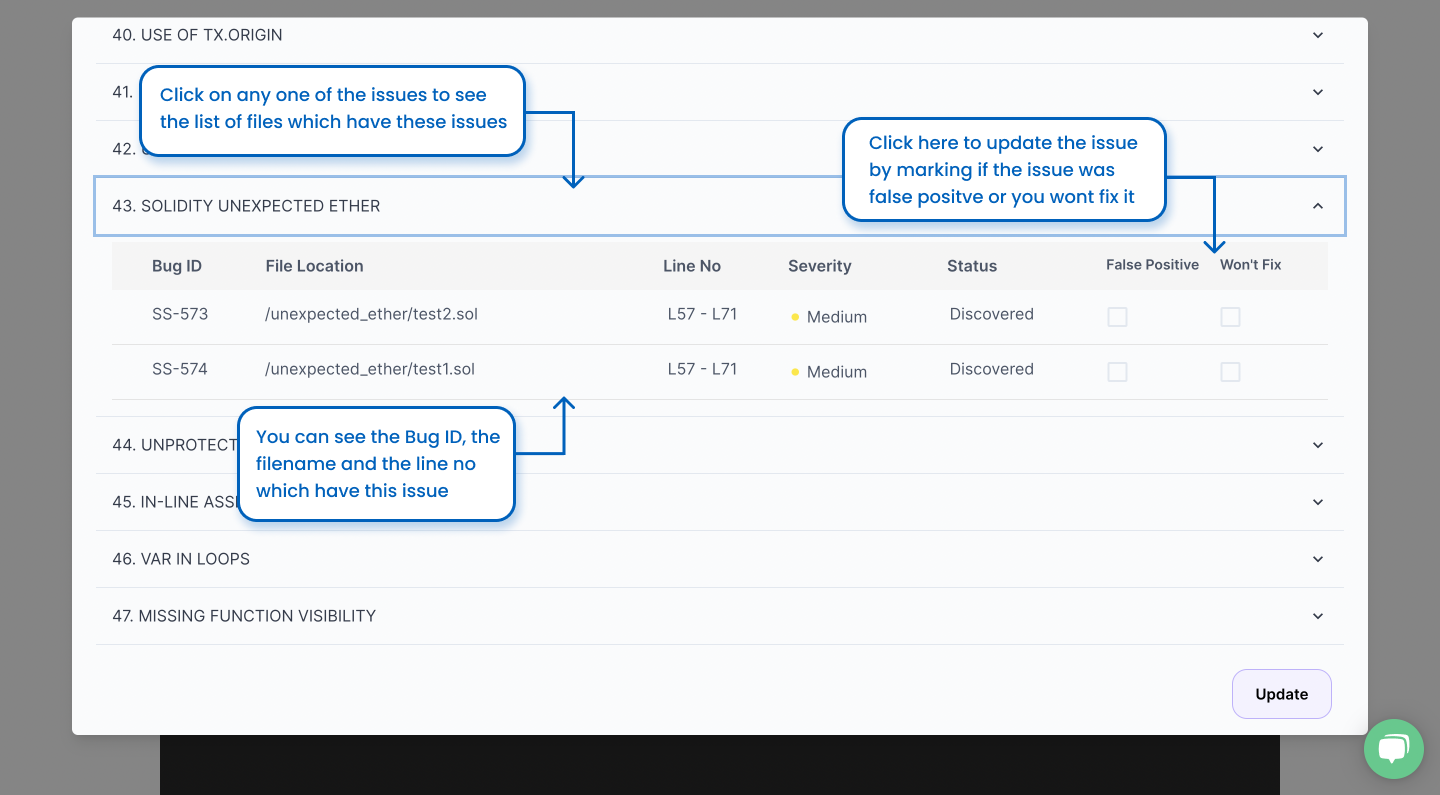 40. USE OF TX.ORIGIN
41.
Click on any one of the issues to see
the list of files which have these issues
42.
Click here to update the issue
by marking if the issue was
false positve or you wont fix it
43. SOLIDITY UNEXPECTED ETHER
Bug ID File Location Line No Severity Status False Positive Won't Fix
SS-573 /unexpected_ether/test2.sol L57 - L71 Medium Discovered
SS-574 /unexpected_ether/test1.sol L57 - L71 Medium Discovered
You can see the Bug ID, the
filename and the line no
which have this issue
44. UNPROTECT
45. IN-LINE ASSE
46. VAR IN LOOPS
47. MISSING FUNCTION VISIBILITY
Update